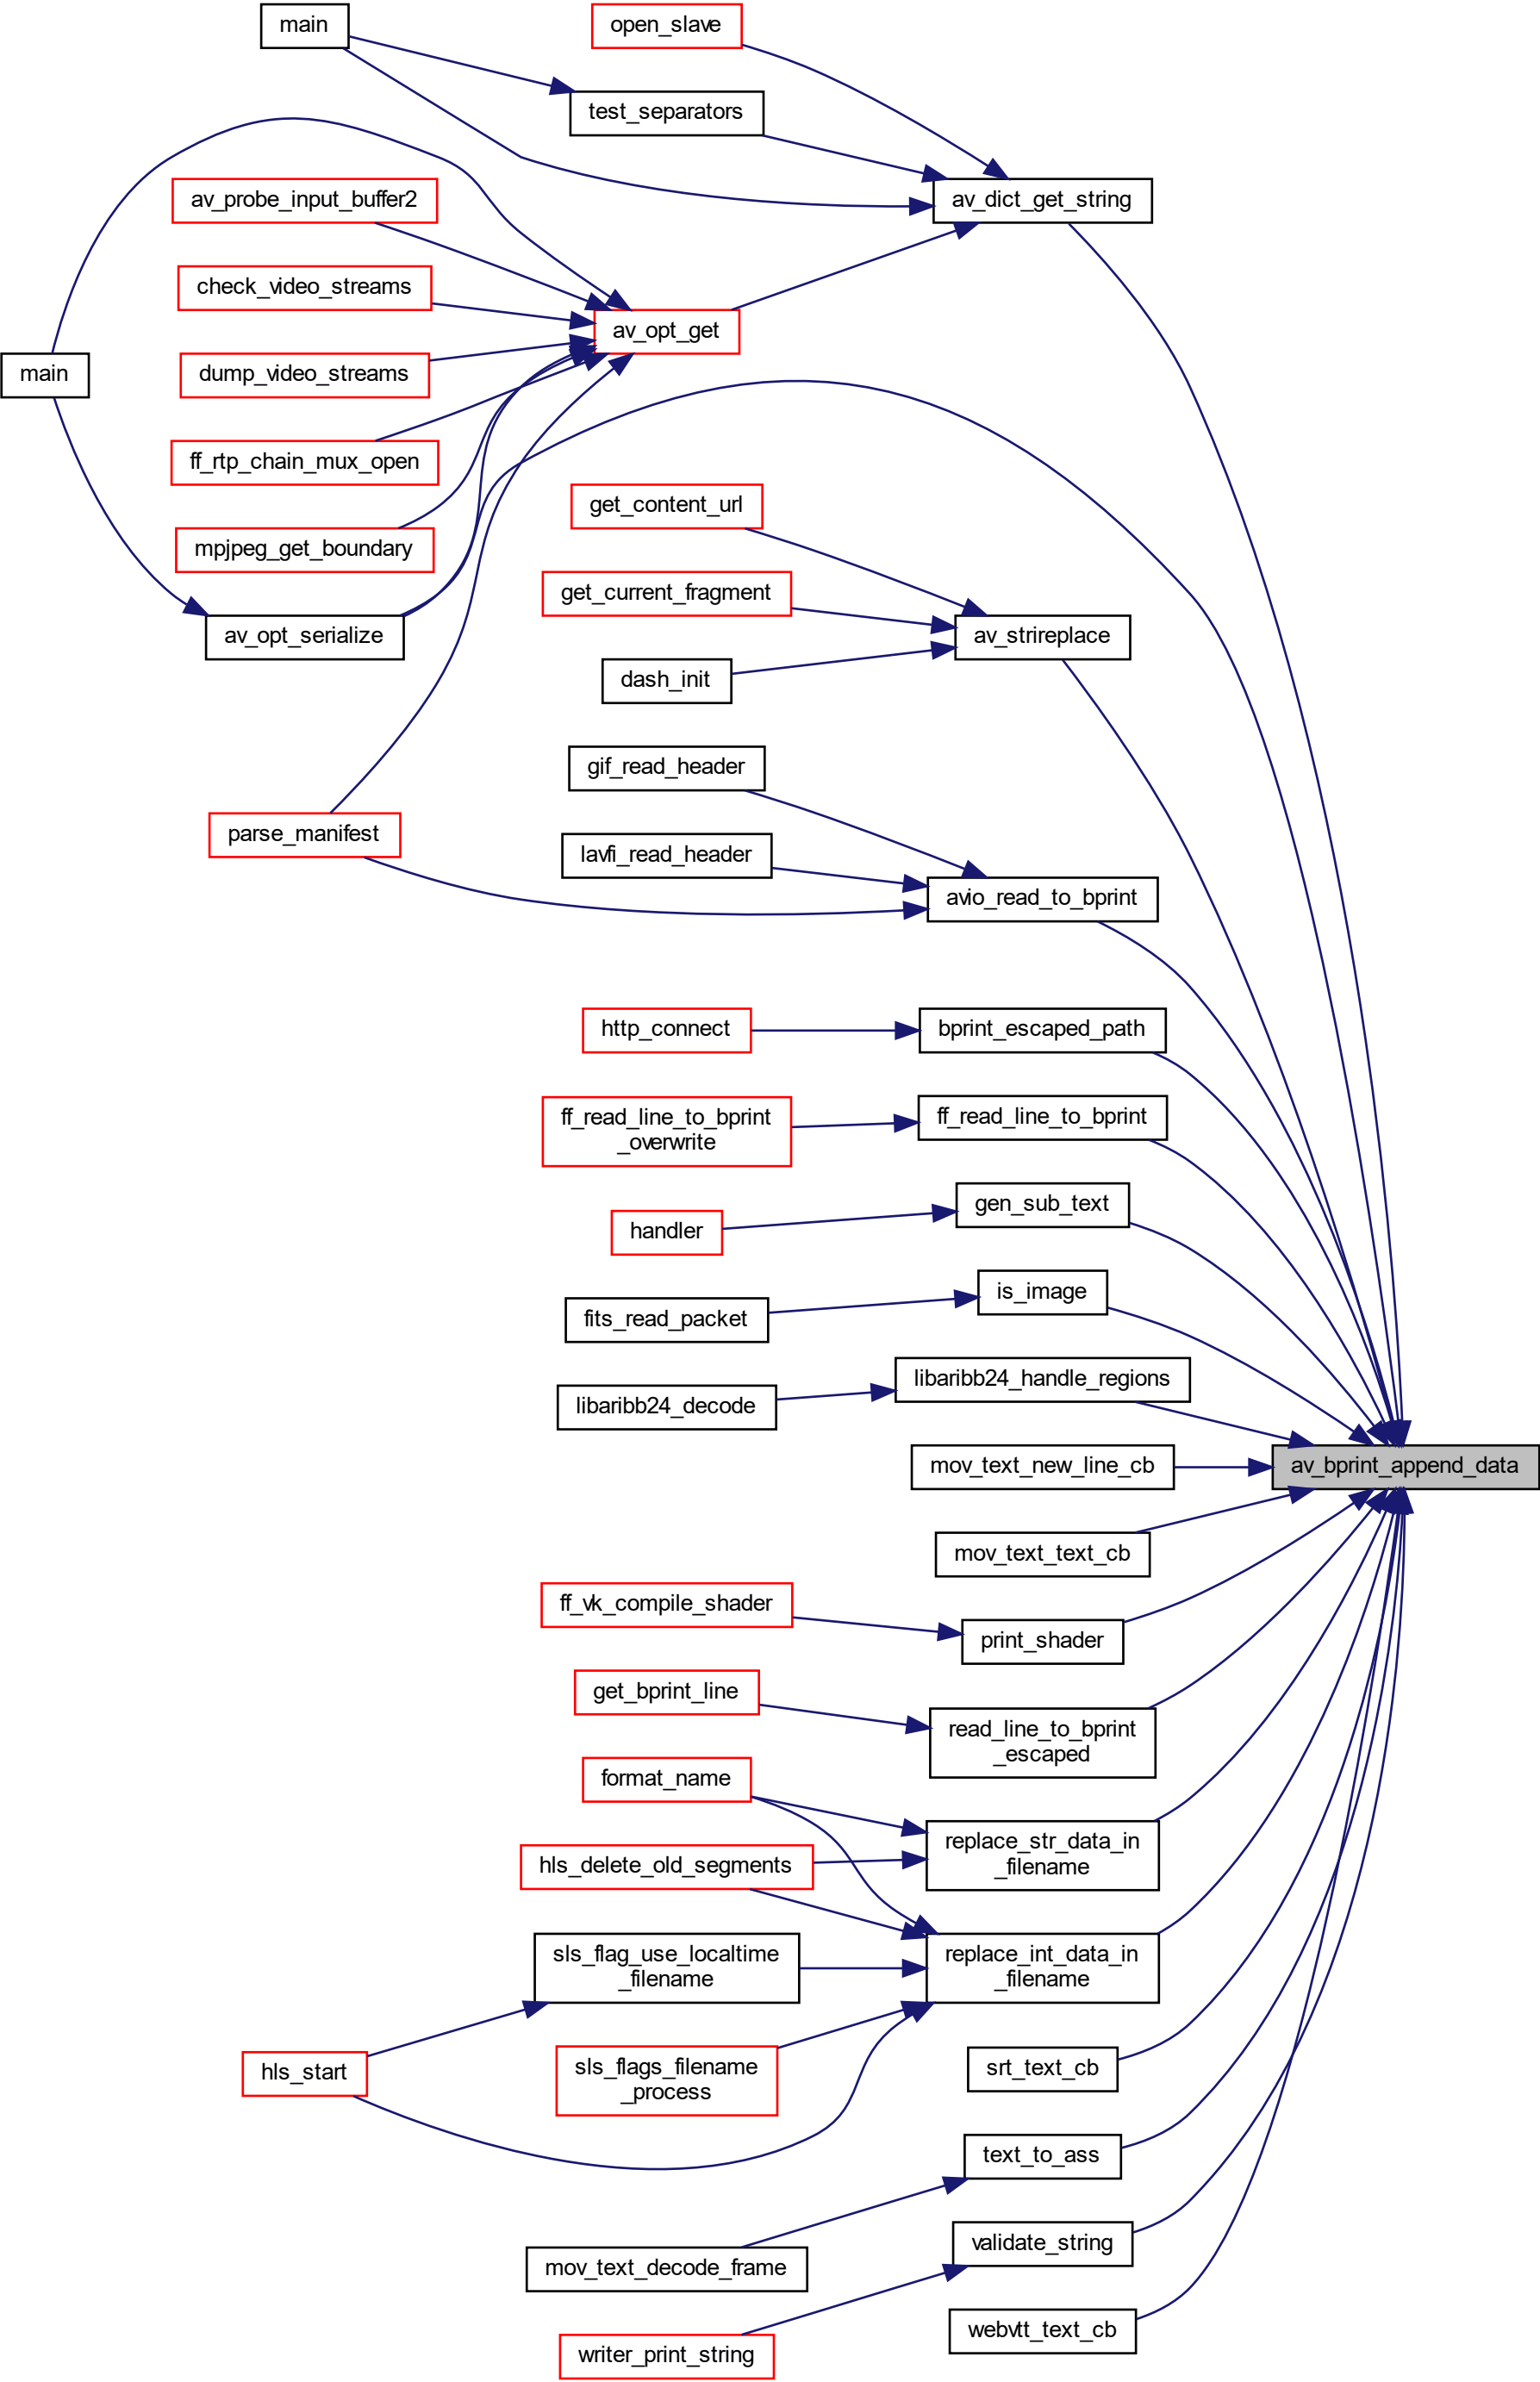 main
open_slave
test_separators
av_probe_input_buffer2
av_dict_get_string
check_video_streams
av_opt_get
main
dump_video_streams
ff_rtp_chain_mux_open
get_content_url
mpjpeg_get_boundary
get_current_fragment
av_opt_serialize
av_strireplace
dash_init
gif_read_header
parse_manifest
lavfi_read_header
avio_read_to_bprint
http_connect
bprint_escaped_path
ff_read_line_to_bprint
_overwrite
ff_read_line_to_bprint
handler
gen_sub_text
fits_read_packet
is_image
libaribb24_decode
libaribb24_handle_regions
mov_text_new_line_cb
av_bprint_append_data
mov_text_text_cb
ff_vk_compile_shader
print_shader
get_bprint_line
read_line_to_bprint
_escaped
format_name
hls_delete_old_segments
replace_str_data_in
_filename
sls_flag_use_localtime
_filename
replace_int_data_in
_filename
hls_start
sls_flags_filename
_process
srt_text_cb
text_to_ass
mov_text_decode_frame
validate_string
writer_print_string
webvtt_text_cb